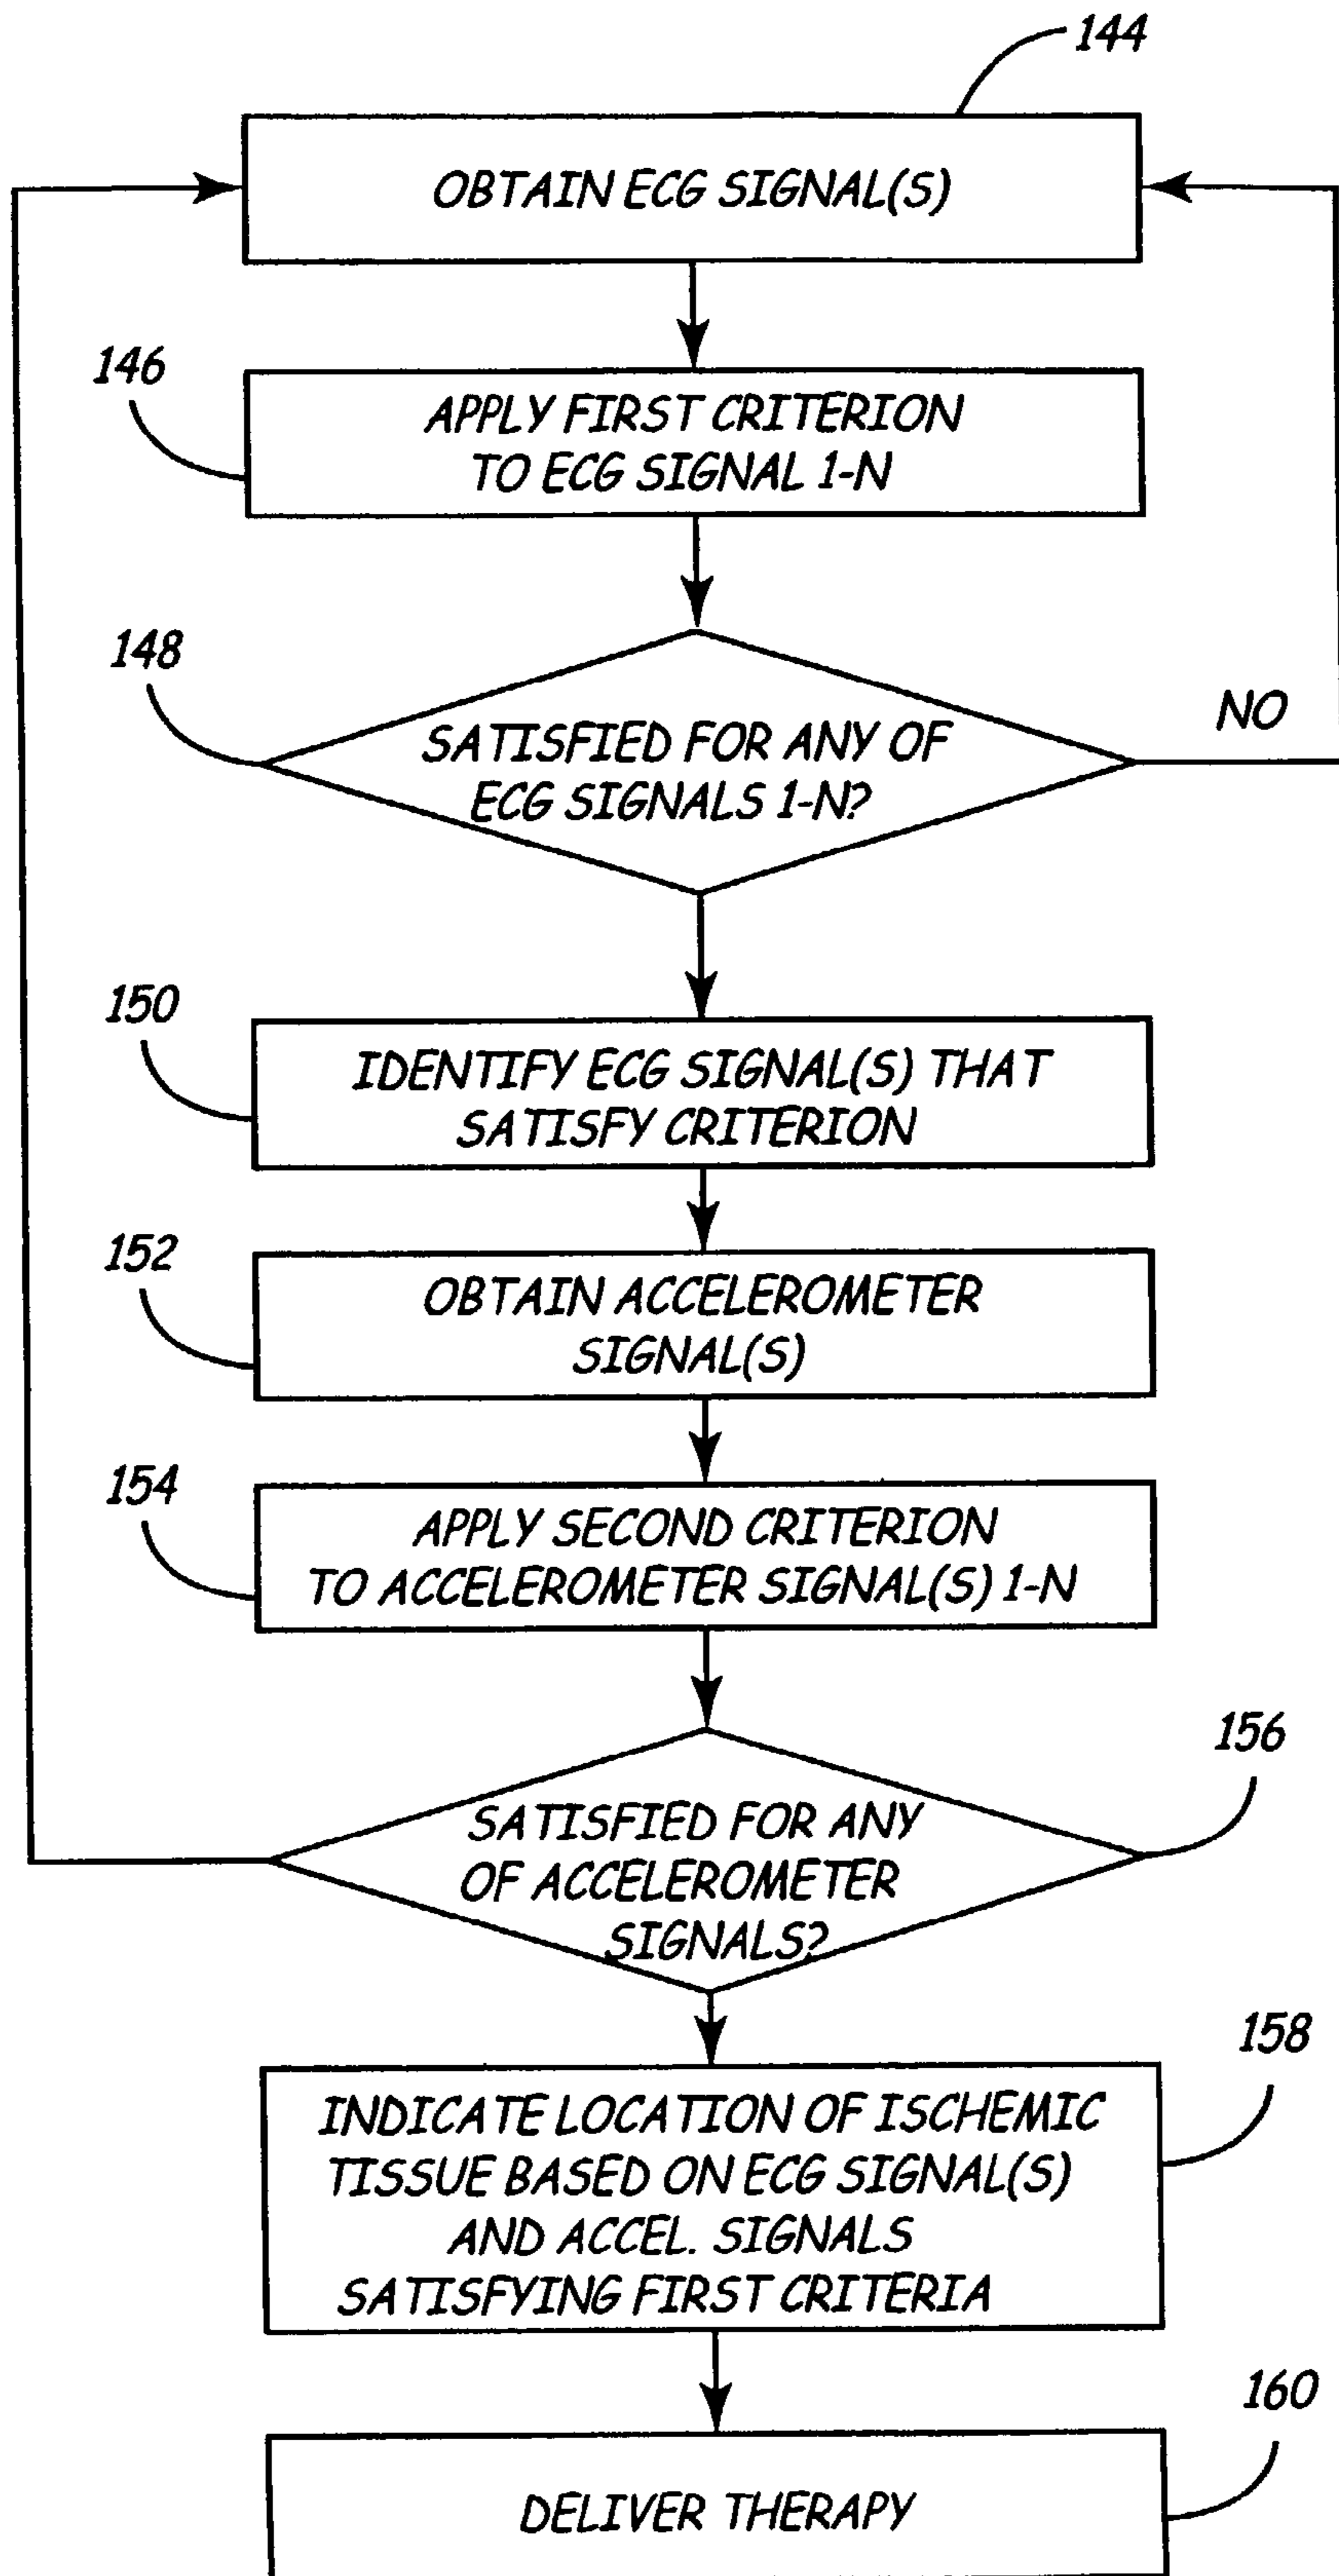 144
OBTAIN ECG SIGNAL(S)
146
APPLY FIRST CRITERION
TO ECG SIGNAL 1-N
148
NO
SATISFIED FOR ANY OF
ECG SIGNALS 1-N?
150
IDENTIFY ECG SIGNAL(S) THAT
SATISFY CRITERION
152
OBTAIN ACCELEROMETER
SIGNAL(S)
154
APPLY SECOND CRITERION
TO ACCELEROMETER SIGNAL(S) 1-N
156
SATISFIED FOR ANY
OF ACCELEROMETER
SIGNALS?
158
INDICATE LOCATION OF ISCHEMIC
TISSUE BASED ON ECG SIGNAL(S)
AND ACCEL. SIGNALS
SATISFYING FIRST CRITERIA
160
DELIVER THERAPY